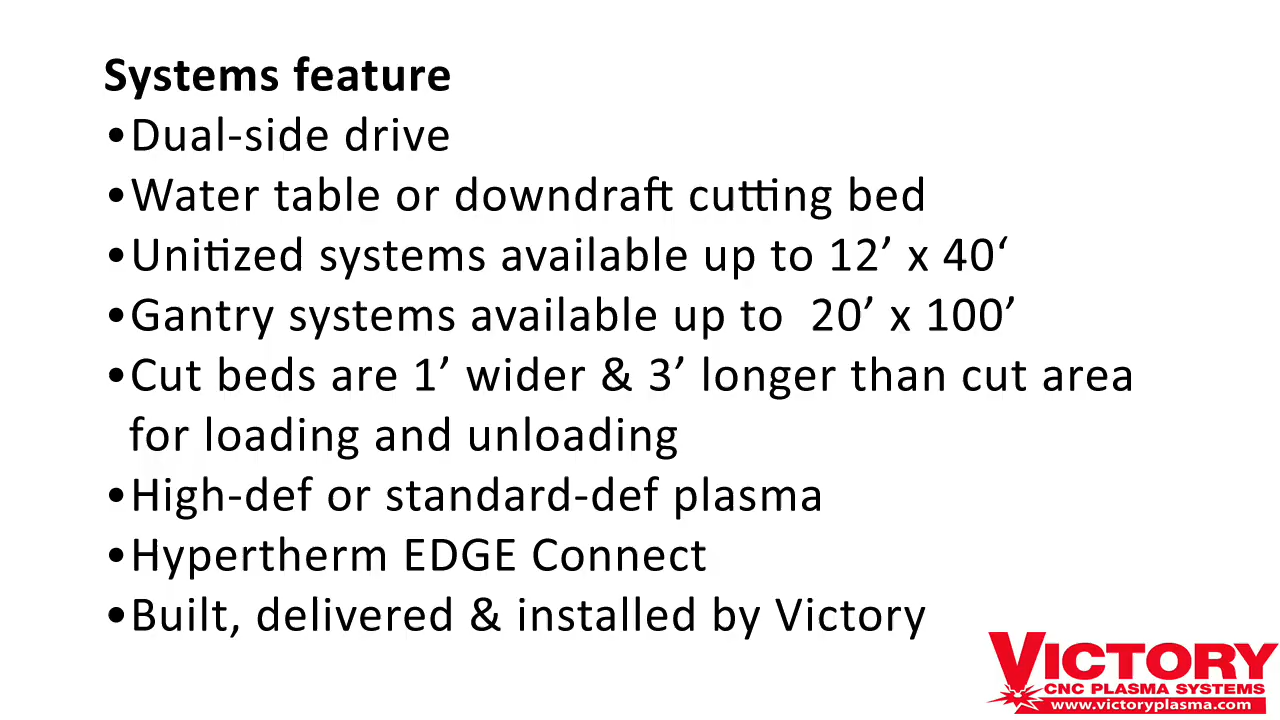 Systems feature
•Dual-side drive
•Water table or downdraft cutting bed
•Unitized systems available up to 12’ x 40‘
•Gantry systems available up to  20’ x 100’
•Cut beds are 1’ wider & 3’ longer than cut area
for loading and unloading
•High-def or standard-def plasma
•Hypertherm EDGE Connect
•Built, delivered & installed by Victory
VICTORY
CNC PLASMA SYSTEMS
www.victoryplasma.com